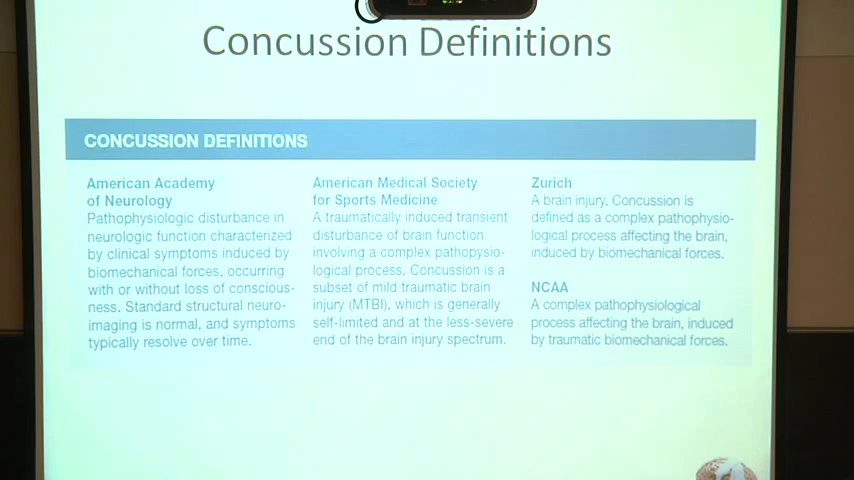 Concussion Definitions
CONCUSSION DEFINITIONS
American Academy
of Neurology
Pathophysiologic disturbance in
neurologic function characterized
by clinical symptoms induced by
biomechanical forces, occurring
with or without loss of conscious-
ness. Standard structural neuro-
imaging is normal, and symptoms
typically resolve over time.
American Medical Society
for Sports Medicine
A traumatically induced transient
disturbance of brain function
involving a complex pathopysio-
logical process. Concussion is a
subset of mild traumatic brain
injury (MTBI), which is generally
self-limited and at the less-severe
end of the brain injury spectrum.
Zurich
A brain injury. Concussion is
defined as a complex pathophysio-
logical process affecting the brain,
induced by biomechanical forces.
NCAA
A complex pathophysiological
process affecting the brain, induced
by traumatic biomechanical forces.